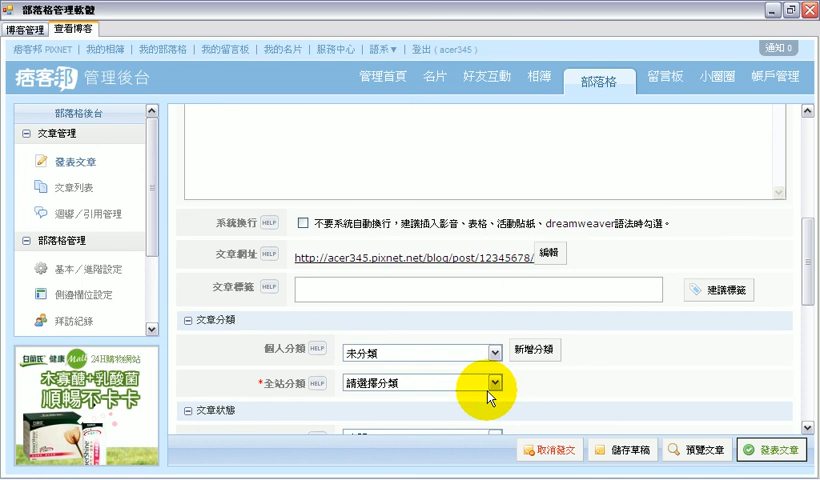 部落格管理軟體
博客管理 查看博客
痞客邦 PIXNET | 我的相簿 | 我的部落格 | 我的留言板 | 我的名片 | 服務中心 | 語系▼ | 登出 ( acer345 )
通知 0
痞客邦 管理後台
管理首頁 名片 好友互動 相簿 部落格 留言板 小圈圈 帳戶管理
部落格後台
文章管理
發表文章
文章列表
迴響/引用管理
部落格管理
基本/進階設定
側邊欄位設定
拜訪紀錄
白蘭氏 健康Mall 24H購物網站
木寡醣+乳酸菌
順暢不卡卡
系統換行 HELP 不要系統自動換行，建議插入影音、表格、活動貼紙、dreamweaver語法時勾選。
文章網址 HELP http://acer345.pixnet.net/blog/post/12345678/ 編輯
文章標籤 HELP 建議標籤
文章分類
個人分類 HELP 未分類 新增分類
*全站分類 HELP 請選擇分類
文章狀態
取消發文 儲存草稿 預覽文章 發表文章